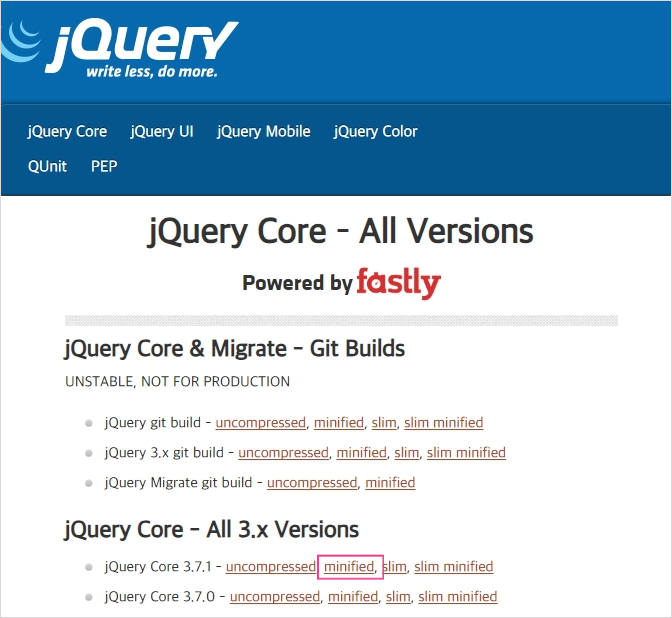 jQuery
write less, do more.
jQuery Core jQuery UI jQuery Mobile jQuery Color
QUnit PEP
jQuery Core – All Versions
Powered by fastly
jQuery Core & Migrate – Git Builds
UNSTABLE, NOT FOR PRODUCTION
jQuery git build – uncompressed, minified, slim, slim minified
jQuery 3.x git build – uncompressed, minified, slim, slim minified
jQuery Migrate git build – uncompressed, minified
jQuery Core – All 3.x Versions
jQuery Core 3.7.1 – uncompressed, minified, slim, slim minified
jQuery Core 3.7.0 – uncompressed, minified, slim, slim minified